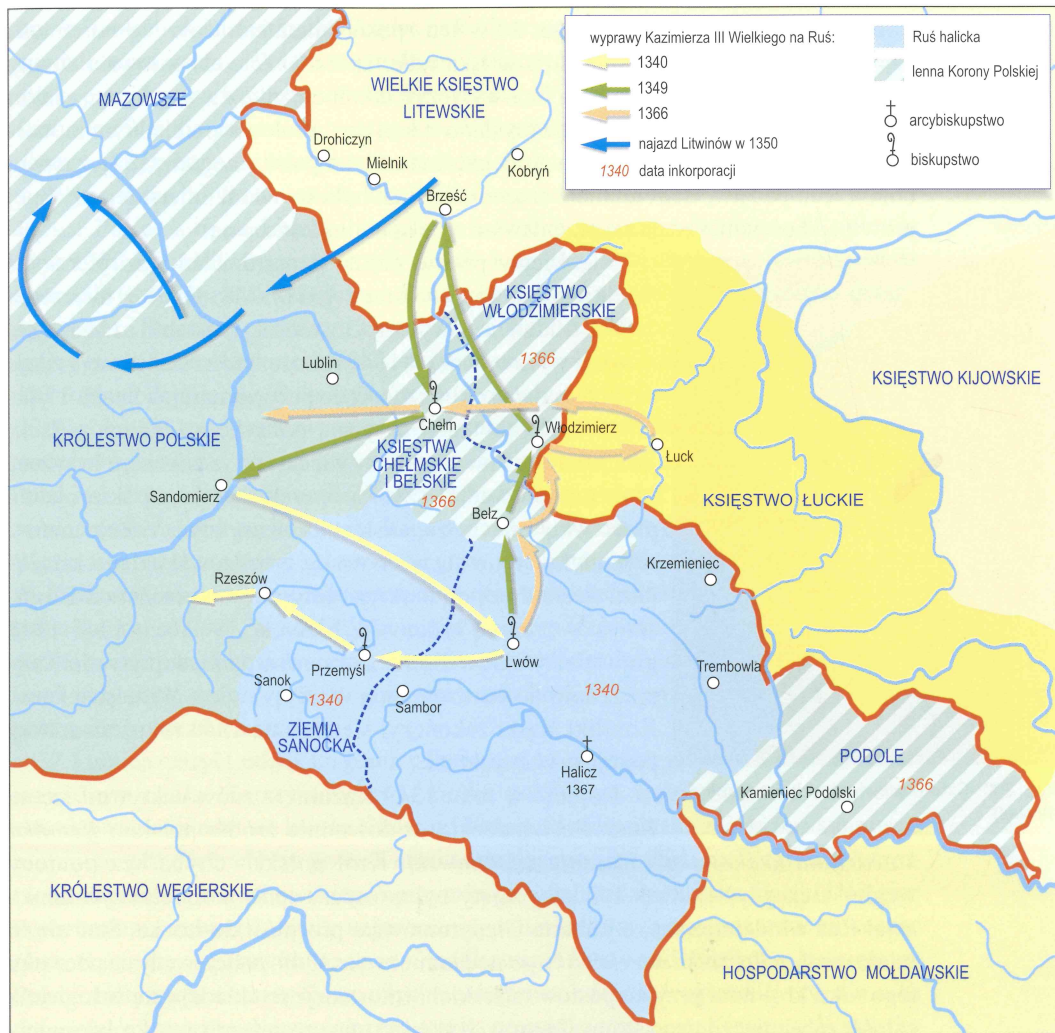 wyprawy Kazimierza III Wielkiego na Ruś:
1340
1349
1366
najazd Litwinów w 1350
1340 data inkorporacji
Ruś halicka
lenna Korony Polskiej
arcybiskupstwo
biskupstwo
MAZOWSZE
WIELKIE KSIĘSTWO
LITEWSKIE
Drohiczyn
Mielnik
Kobryń
Brześć
KSIĘSTWO
WŁODZIMIERSKIE
1366
Lublin
KSIĘSTWO KIJOWSKIE
Chełm
Włodzimierz
Łuck
KRÓLESTWO POLSKIE
KSIĘSTWA
CHEŁMSKIE
I BEŁSKIE
1366
Sandomierz
KSIĘSTWO ŁUCKIE
Bełz
Krzemieniec
Rzeszów
Lwów
Przemyśl
Trembowla
Sanok
1340
Sambor
1340
ZIEMIA
SANOCKA
Halicz
1367
PODOLE
1366
Kamieniec Podolski
KRÓLESTWO WĘGIERSKIE
HOSPODARSTWO MOŁDAWSKIE